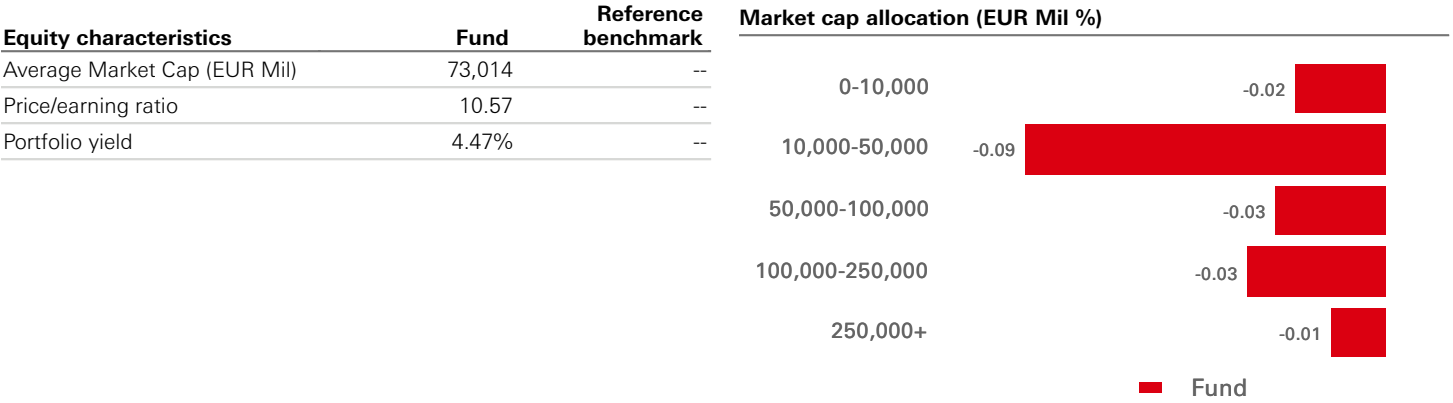 Equity characteristics Fund Reference benchmark
Average Market Cap (EUR Mil) 73,014 --
Price/earning ratio 10.57 --
Portfolio yield 4.47% --
Market cap allocation (EUR Mil %)
0-10,000 -0.02
10,000-50,000 -0.09
50,000-100,000 -0.03
100,000-250,000 -0.03
250,000+ -0.01
Fund